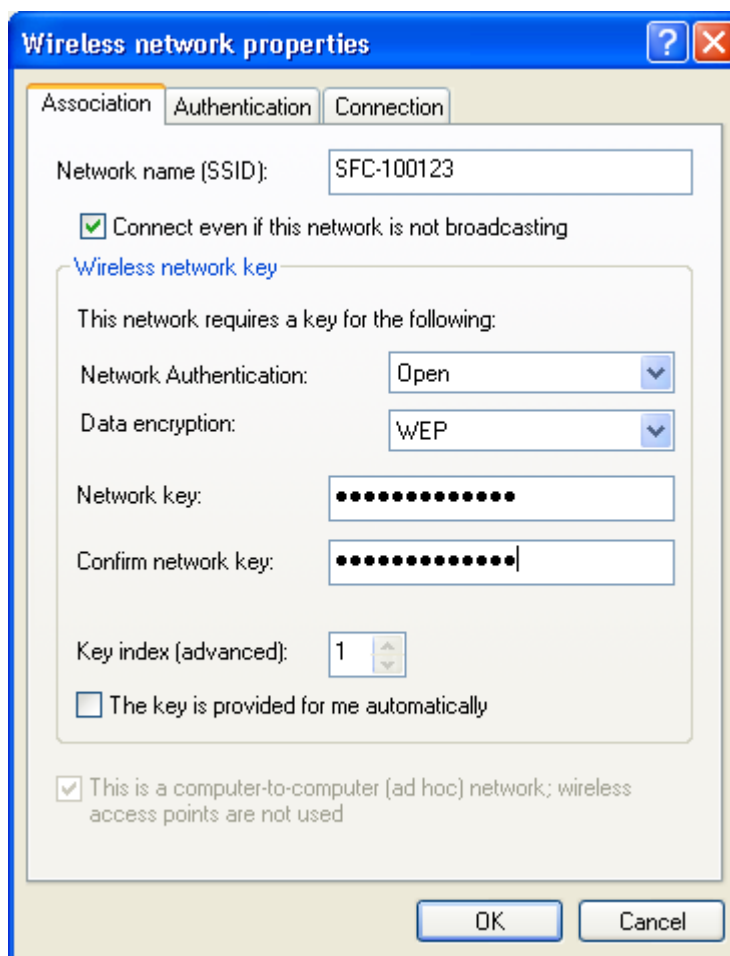 Wireless network properties
Association Authentication Connection
Network name (SSID): SFC-100123
Connect even if this network is not broadcasting
Wireless network key
This network requires a key for the following:
Network Authentication: Open
Data encryption: WEP
Network key: •••••••••••••
Confirm network key: •••••••••••••
Key index (advanced): 1
The key is provided for me automatically
This is a computer-to-computer (ad hoc) network; wireless
access points are not used
OK Cancel